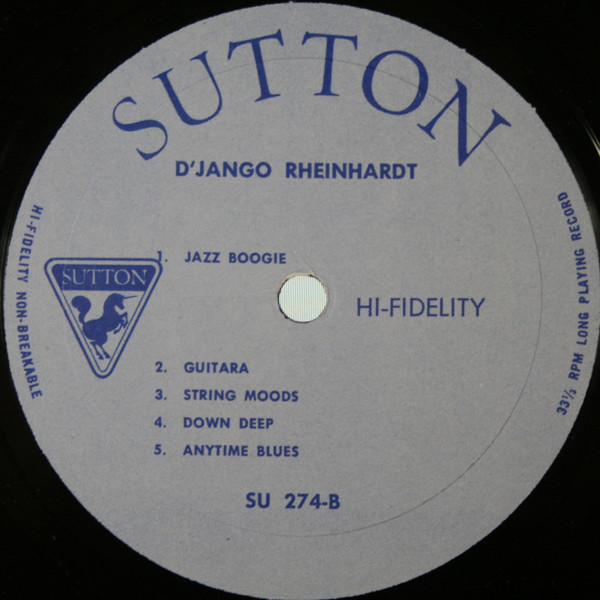 SUTTON
D'JANGO RHEINHARDT
1. JAZZ BOOGIE
SUTTON
HI-FIDELITY
2. GUITARA
3. STRING MOODS
4. DOWN DEEP
5. ANYTIME BLUES
SU 274-B
HI-FIDELITY NON-BREAKABLE
33⅓ RPM LONG PLAYING RECORD